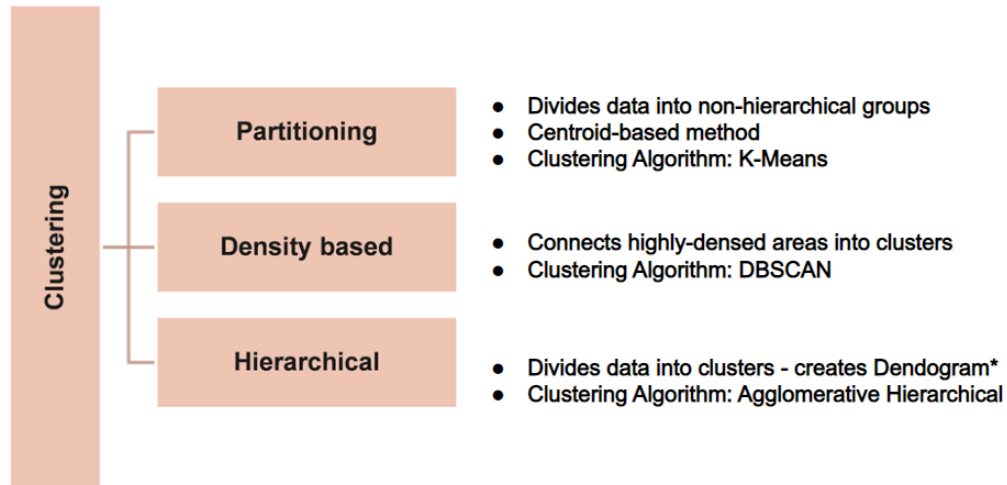 Clustering
Partitioning
● Divides data into non-hierarchical groups
● Centroid-based method
● Clustering Algorithm: K-Means
Density based
● Connects highly-densed areas into clusters
● Clustering Algorithm: DBSCAN
Hierarchical
● Divides data into clusters - creates Dendogram*
● Clustering Algorithm: Agglomerative Hierarchical